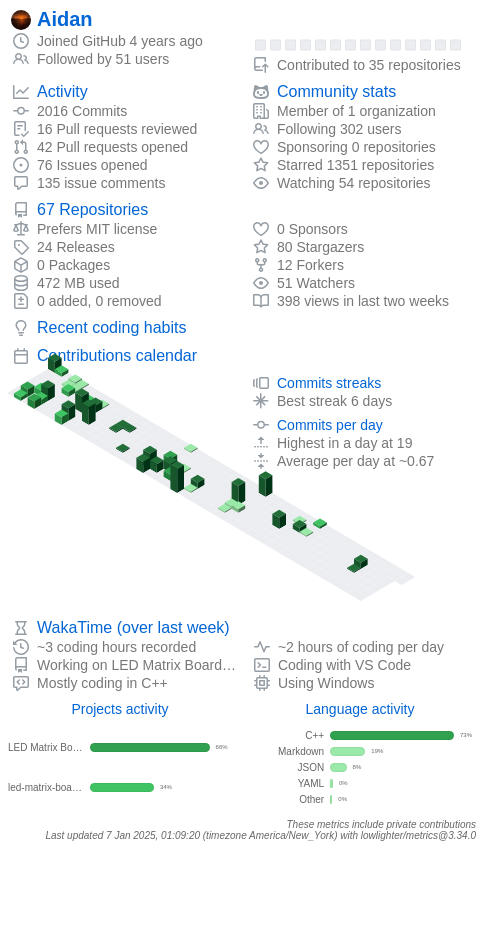 Aidan
Joined GitHub 4 years ago
Followed by 51 users
Contributed to 35 repositories
Activity
2016 Commits
16 Pull requests reviewed
42 Pull requests opened
76 Issues opened
135 issue comments
Community stats
Member of 1 organization
Following 302 users
Sponsoring 0 repositories
Starred 1351 repositories
Watching 54 repositories
67 Repositories
Prefers MIT license
24 Releases
0 Packages
472 MB used
0 added, 0 removed
0 Sponsors
80 Stargazers
12 Forkers
51 Watchers
398 views in last two weeks
Recent coding habits
Contributions calendar
Commits streaks
Best streak 6 days
Commits per day
Highest in a day at 19
Average per day at ~0.67
WakaTime (over last week)
~3 coding hours recorded
Working on LED Matrix Board…
Mostly coding in C++
~2 hours of coding per day
Coding with VS Code
Using Windows
Projects activity
LED Matrix Bo… 66%
led-matrix-boa… 34%
Language activity
C++ 73%
Markdown 19%
JSON 8%
YAML 0%
Other 0%
These metrics include private contributions
Last updated 7 Jan 2025, 01:09:20 (timezone America/New_York) with lowlighter/metrics@3.34.0